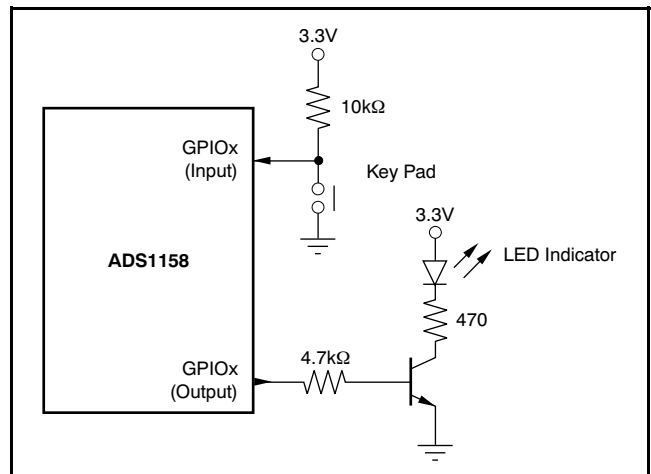 3.3V
10kΩ
GPIOx
(Input)
Key Pad
3.3V
ADS1158
LED Indicator
470
4.7kΩ
GPIOx
(Output)